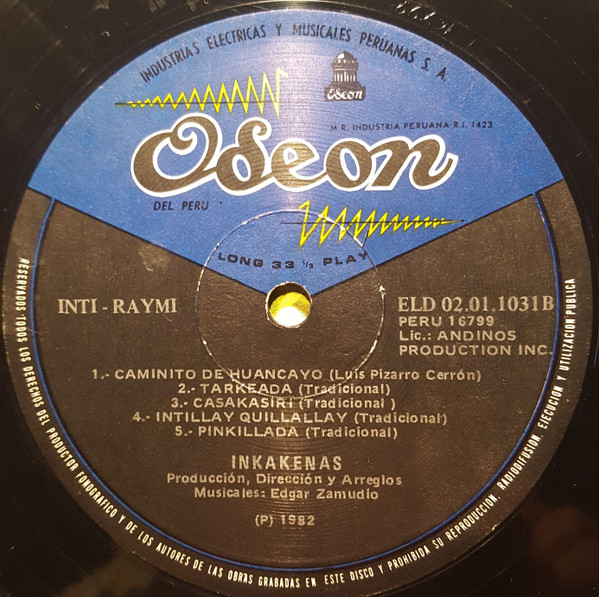 INDUSTRIAS ELECTRICAS Y MUSICALES PERUANAS S. A.
Odeon
M R. INDUSTRIA PERUANA R.I. 1423
Odeon
DEL PERU
LONG 33 1/3 PLAY
INTI - RAYMI
ELD 02.01.1031B
PERU 16799
Lic.: ANDINOS
PRODUCTION INC.
1.- CAMINITO DE HUANCAYO (Luis Pizarro Cerrón)
2.- TARKEADA (Tradicional)
3.- CASAKASIRI (Tradicional )
4.- INTILLAY QUILLALLAY (Tradicional)
5.- PINKILLADA (Tradicional)
INKAKENAS
Producción, Dirección y Arreglos
Musicales: Edgar Zamudio
(P) 1982
RESERVADOS TODOS LOS DERECHOS DEL PRODUCTOR FONOGRAFICO Y DE LOS AUTORES DE LAS OBRAS GRABADAS EN ESTE DISCO Y PROHIBIDA SU REPRODUCCION, RADIODIFUSION, EJECUCION Y UTILIZACION PUBLICA